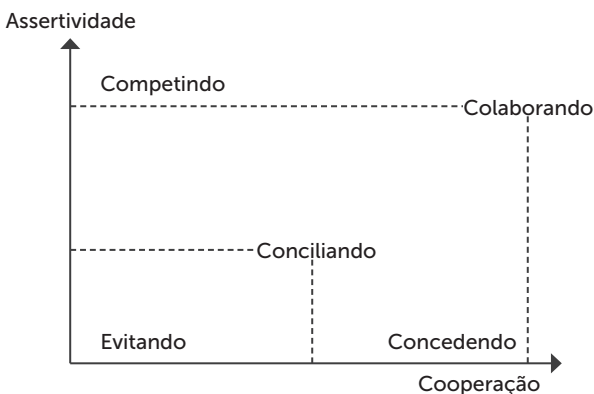 Assertividade
Competindo
Colaborando
Conciliando
Evitando
Concedendo
Cooperação